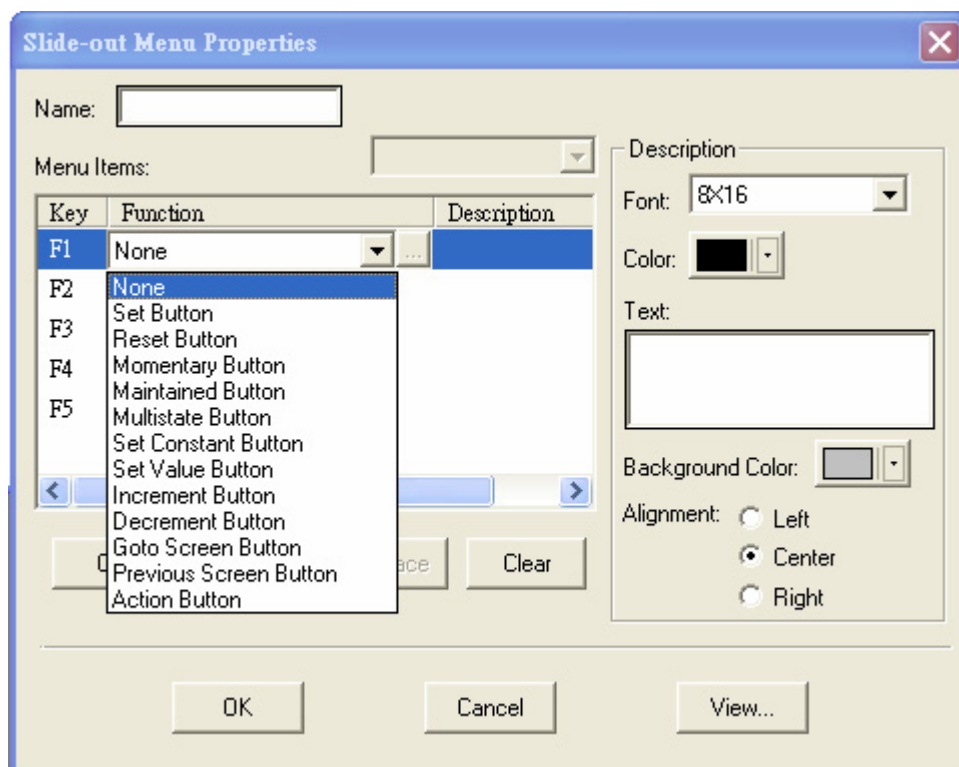 Slide-out Menu Properties
Name:
Menu Items:
Key Function Description
F1 None ...
F2
F3
F4
F5
None
Set Button
Reset Button
Momentary Button
Maintained Button
Multistate Button
Set Constant Button
Set Value Button
Increment Button
Decrement Button
Goto Screen Button
Previous Screen Button
Action Button
Clear
Description
Font: 8X16
Color:
Text:
Background Color:
Alignment: Left
Center
Right
OK Cancel View...